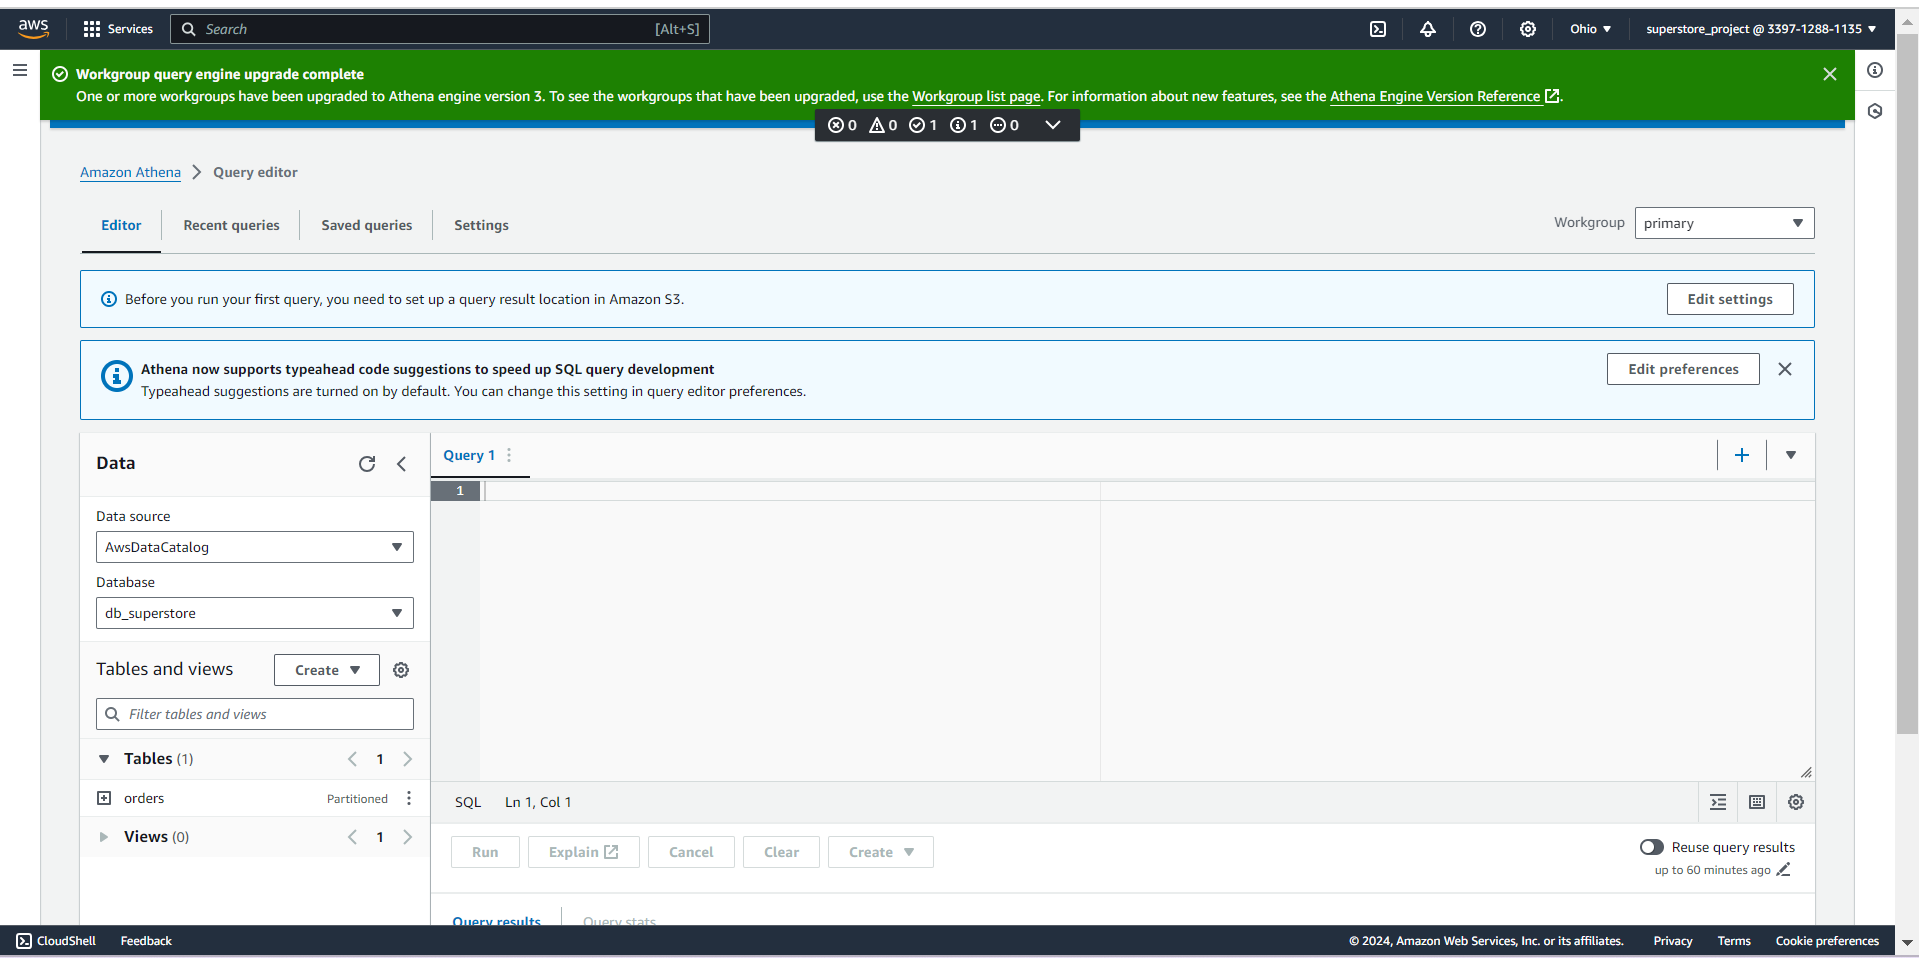 aws Services Search [Alt+S] Ohio superstore_project @ 3397-1288-1135
Workgroup query engine upgrade complete
One or more workgroups have been upgraded to Athena engine version 3. To see the workgroups that have been upgraded, use the Workgroup list page. For information about new features, see the Athena Engine Version Reference.
0 0 1 1 0
Amazon Athena Query editor
Editor Recent queries Saved queries Settings Workgroup primary
Before you run your first query, you need to set up a query result location in Amazon S3. Edit settings
Athena now supports typeahead code suggestions to speed up SQL query development
Typeahead suggestions are turned on by default. You can change this setting in query editor preferences.
Edit preferences
Data
Data source
AwsDataCatalog
Database
db_superstore
Tables and views Create
Filter tables and views
Tables (1) 1
orders Partitioned
Views (0) 1
Query 1
1
SQL Ln 1, Col 1
Run Explain Cancel Clear Create
Reuse query results
up to 60 minutes ago
Query results Query stats
CloudShell Feedback © 2024, Amazon Web Services, Inc. or its affiliates. Privacy Terms Cookie preferences